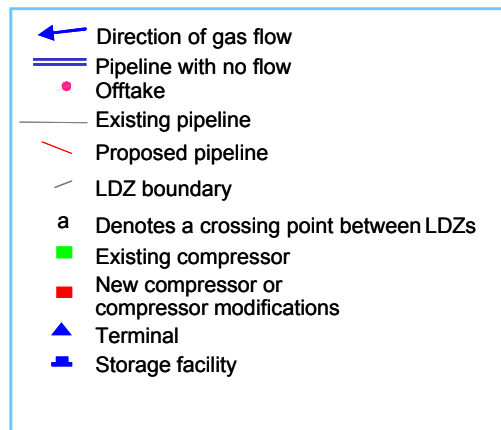 Direction of gas flow
Pipeline with no flow
Offtake
Existing pipeline
Proposed pipeline
LDZ boundary
a Denotes a crossing point between LDZs
Existing compressor
New compressor or
compressor modifications
Terminal
Storage facility